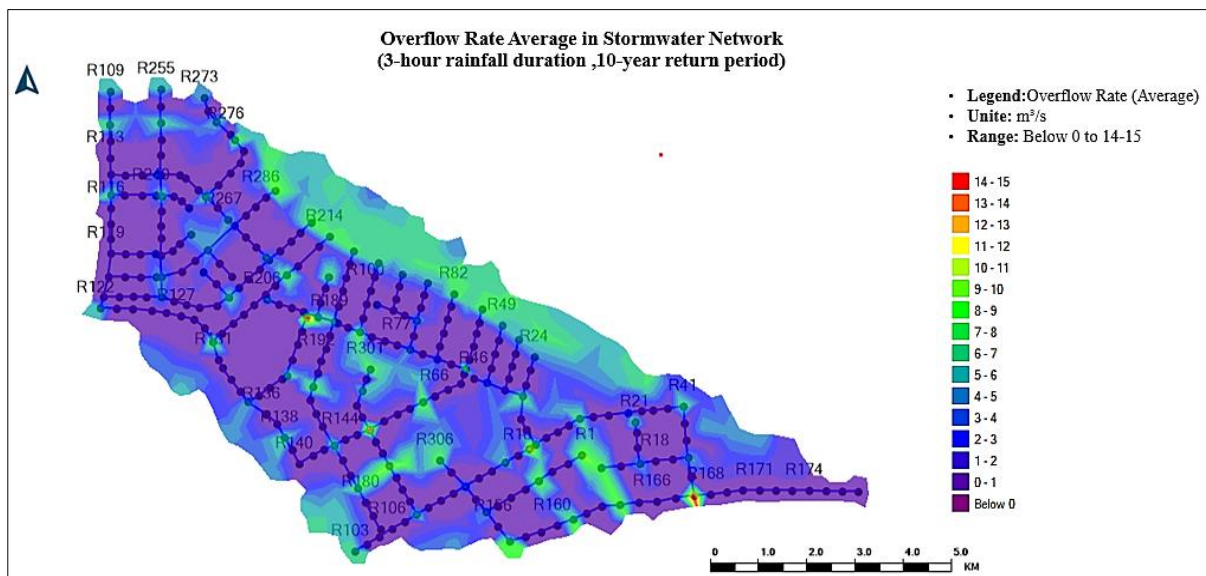 Overflow Rate Average in Stormwater Network
(3-hour rainfall duration ,10-year return period)
• Legend:Overflow Rate (Average)
• Unite: m³/s
• Range: Below 0 to 14-15
14 - 15
13 - 14
12 - 13
11 - 12
10 - 11
9 - 10
8 - 9
7 - 8
6 - 7
5 - 6
4 - 5
3 - 4
2 - 3
1 - 2
0 - 1
Below 0
R109
R255
R273
R276
R113
R286
R116
R267
R214
R119
R100
R206
R82
R122
R127
R189
R49
R77
R192
R301
R24
R46
R66
R136
R41
R138
R144
R21
R140
R306
R1
R18
R180
R166
R168
R171
R174
R106
R156
R160
R103
0 1.0 2.0 3.0 4.0 5.0
KM